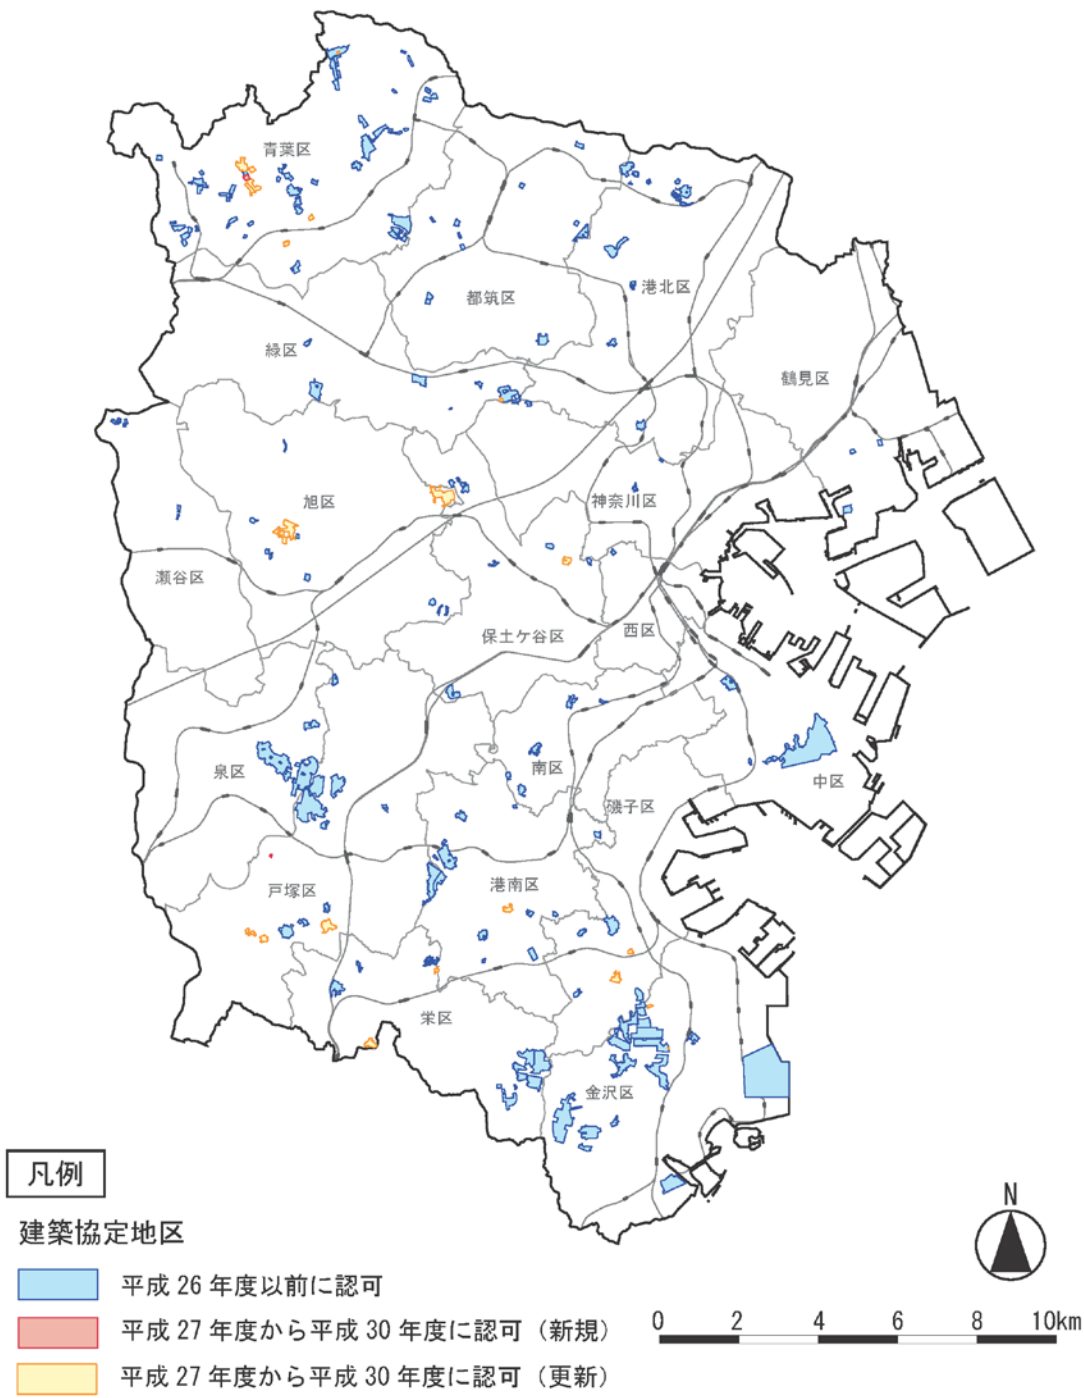 青葉区
都筑区
港北区
緑区
鶴見区
旭区
神奈川区
瀬谷区
保土ケ谷区
西区
泉区
南区
中区
磯子区
戸塚区
港南区
栄区
金沢区
凡例
建築協定地区
平成 26 年度以前に認可
平成 27 年度から平成 30 年度に認可（新規）
平成 27 年度から平成 30 年度に認可（更新）
N
0 2 4 6 8 10km